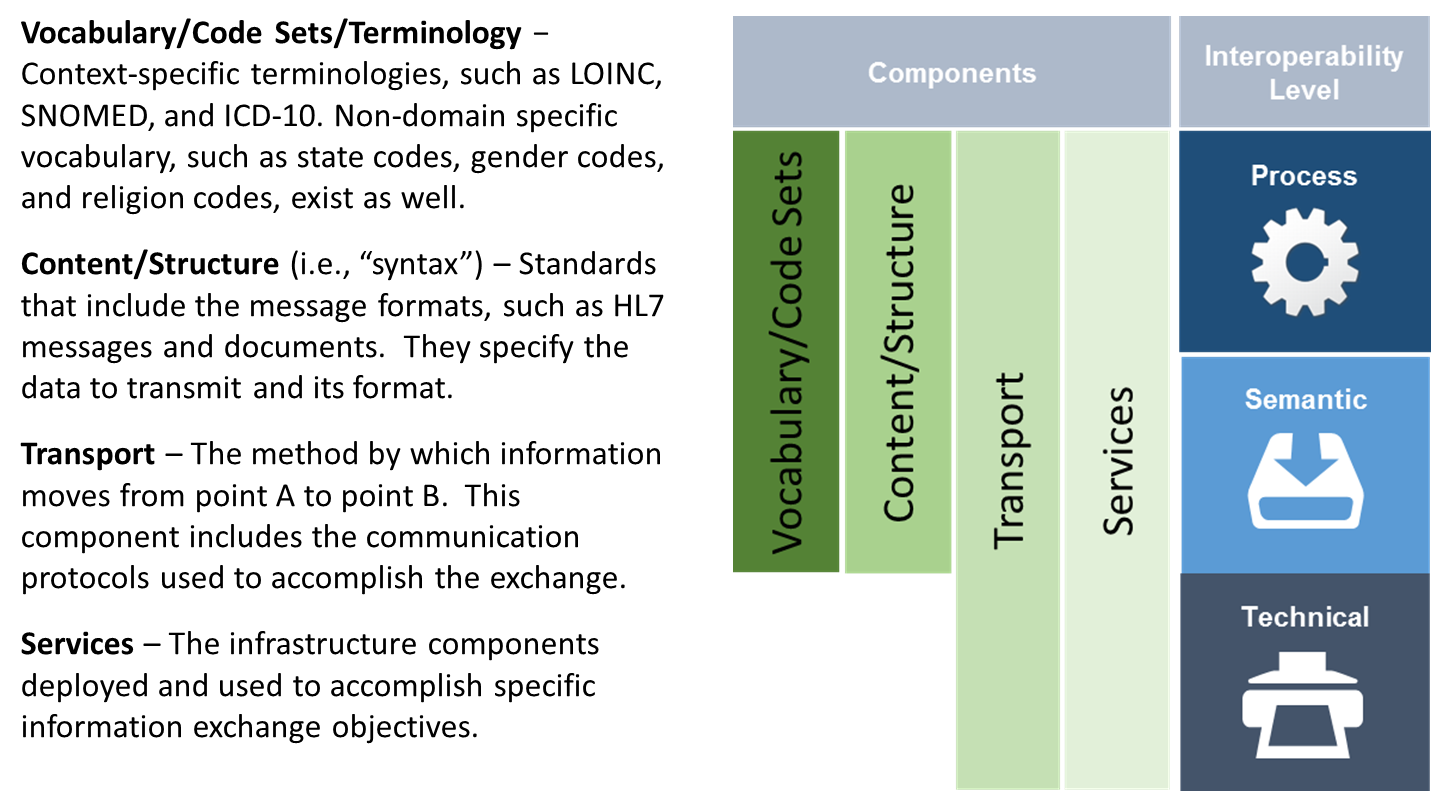 Vocabulary/Code Sets/Terminology –
Context-specific terminologies, such as LOINC,
SNOMED, and ICD-10. Non-domain specific
vocabulary, such as state codes, gender codes,
and religion codes, exist as well.
Content/Structure (i.e., “syntax”) – Standards
that include the message formats, such as HL7
messages and documents.  They specify the
data to transmit and its format.
Transport – The method by which information
moves from point A to point B.  This
component includes the communication
protocols used to accomplish the exchange.
Services – The infrastructure components
deployed and used to accomplish specific
information exchange objectives.
Components
Interoperability
Level
Vocabulary/Code Sets
Content/Structure
Transport
Services
Process
Semantic
Technical